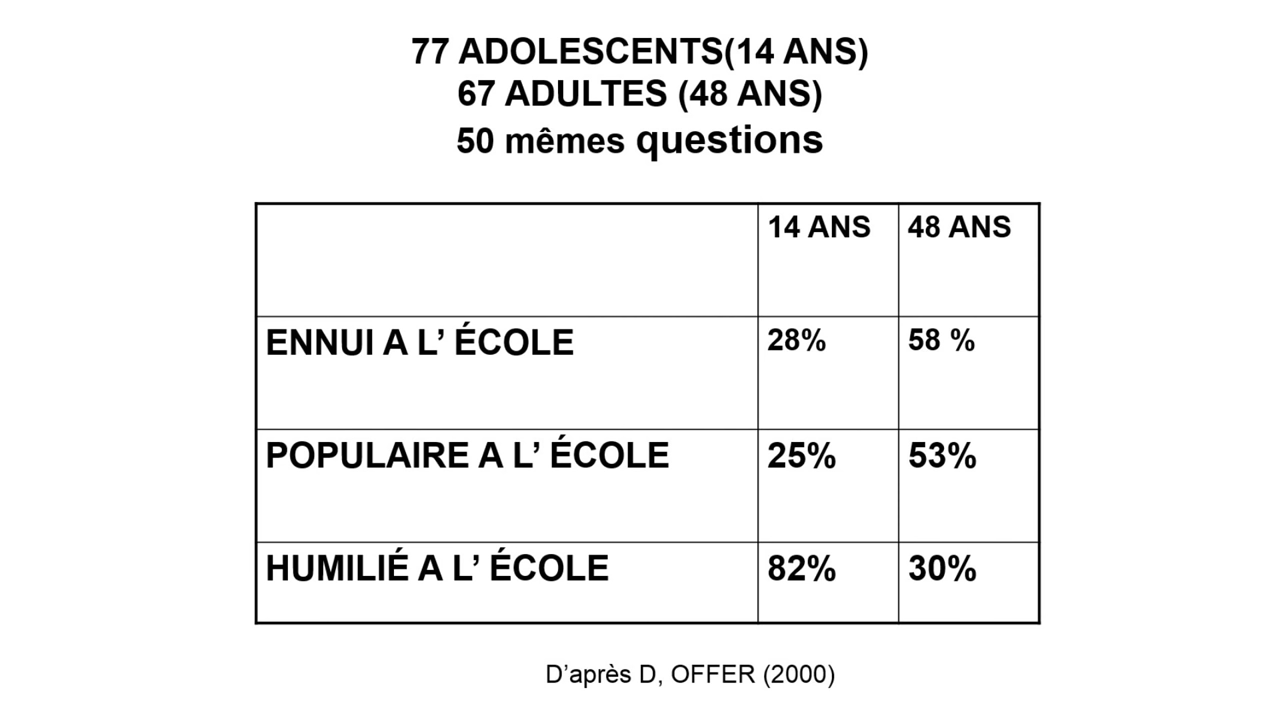 77 ADOLESCENTS(14 ANS)
67 ADULTES (48 ANS)
50 mêmes questions
14 ANS 48 ANS
ENNUI A L’ ÉCOLE 28% 58 %
POPULAIRE A L’ ÉCOLE 25% 53%
HUMILIÉ A L’ ÉCOLE 82% 30%
D’après D, OFFER (2000)